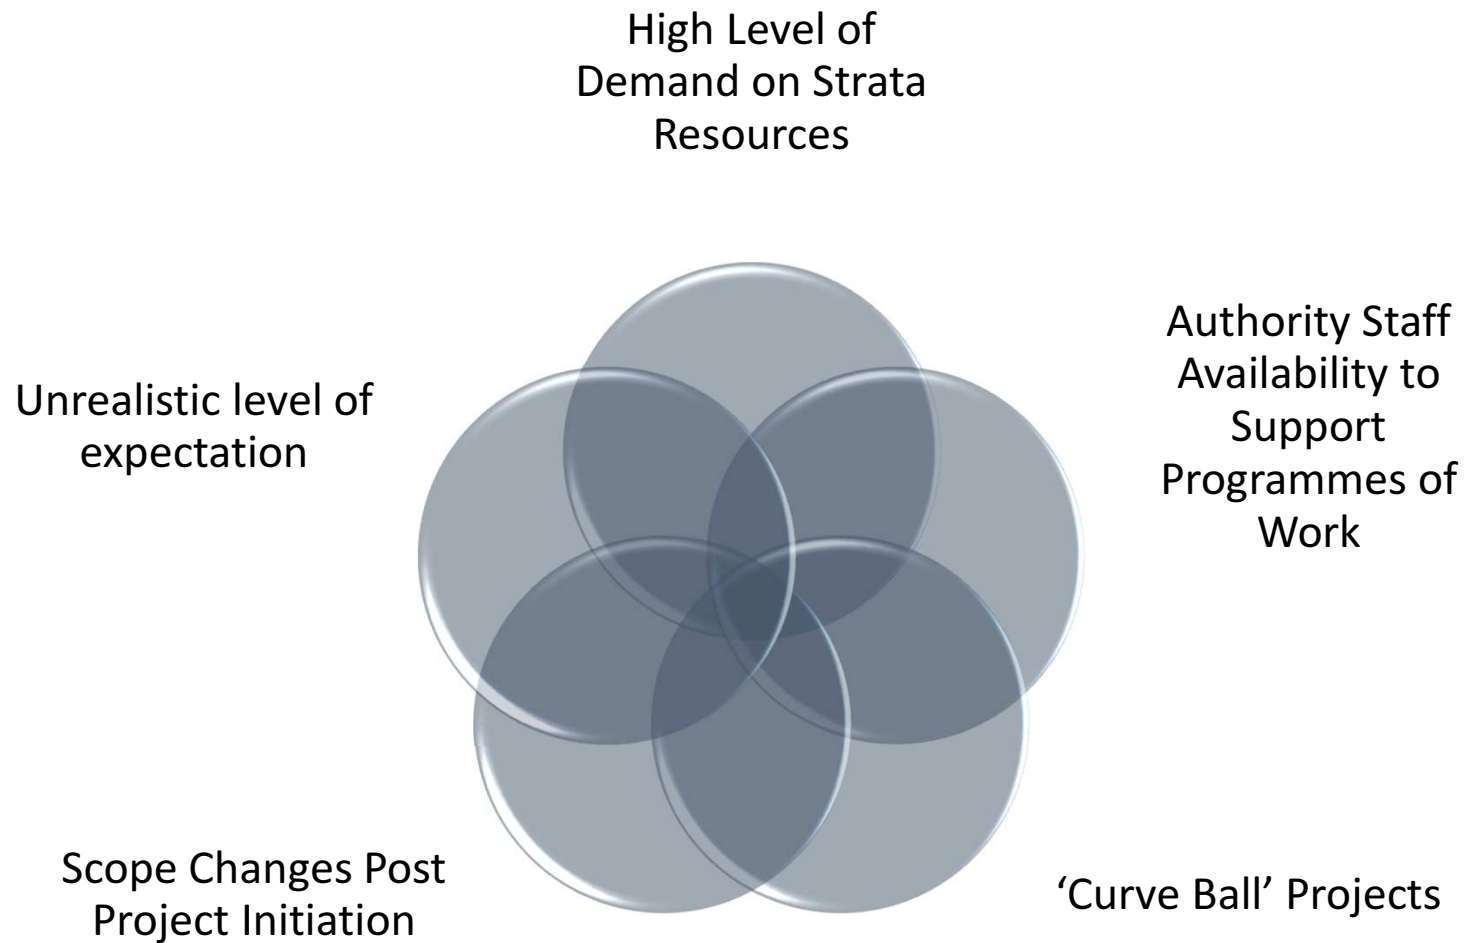 High Level of
Demand on Strata
Resources
Authority Staff
Availability to
Support
Programmes of
Work
Unrealistic level of
expectation
Scope Changes Post
Project Initiation
‘Curve Ball’ Projects